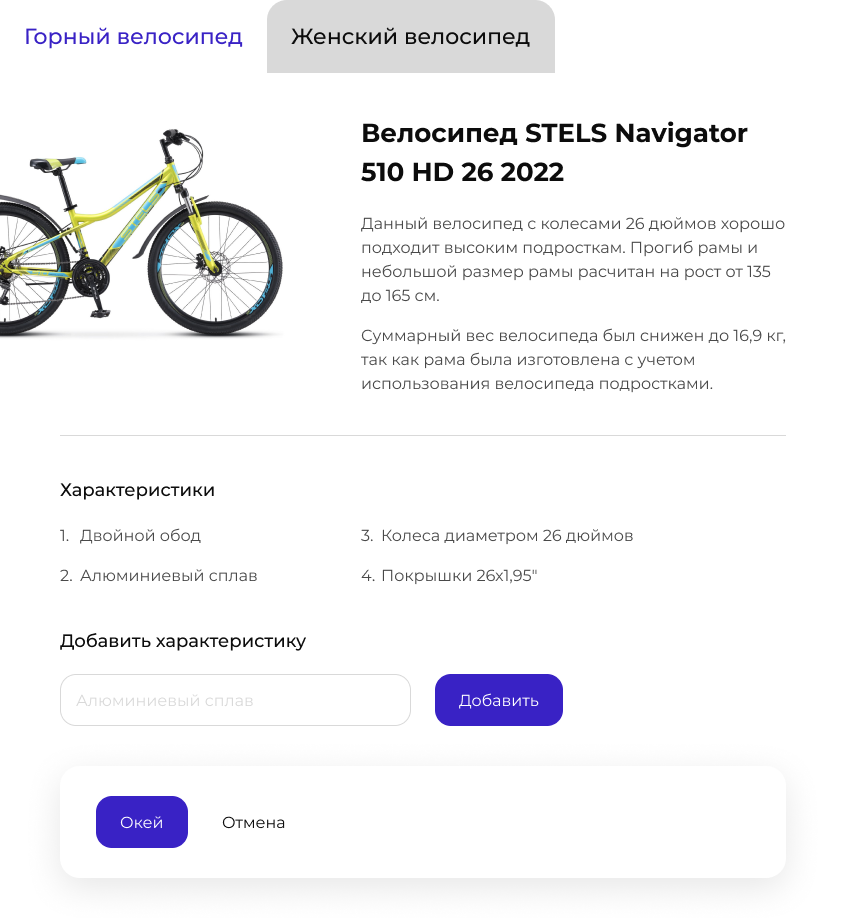 Горный велосипед
Женский велосипед
Велосипед STELS Navigator
510 HD 26 2022
Данный велосипед с колесами 26 дюймов хорошо
подходит высоким подросткам. Прогиб рамы и
небольшой размер рамы расчитан на рост от 135
до 165 см.
Суммарный вес велосипеда был снижен до 16,9 кг,
так как рама была изготовлена с учетом
использования велосипеда подростками.
Характеристики
1. Двойной обод
2. Алюминиевый сплав
3. Колеса диаметром 26 дюймов
4. Покрышки 26х1,95"
Добавить характеристику
Алюминиевый сплав
Добавить
Окей
Отмена